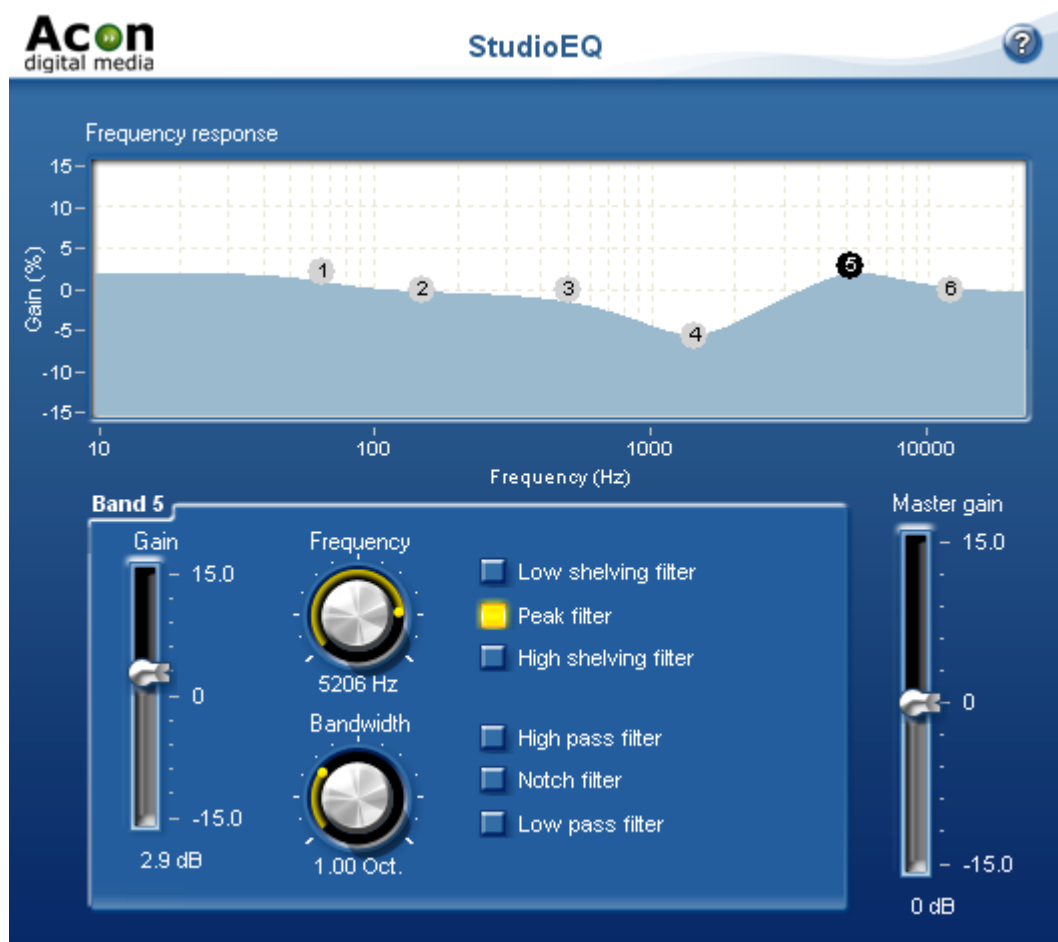 Acon
digital media
StudioEQ
?
Frequency response
15
10
5
0
-5
-10
-15
Gain (%)
1
2
3
4
5
6
10 100 1000 10000
Frequency (Hz)
Band 5
Master gain
Gain
15.0
0
-15.0
2.9 dB
Frequency
5206 Hz
Bandwidth
1.00 Oct.
Low shelving filter
Peak filter
High shelving filter
High pass filter
Notch filter
Low pass filter
15.0
0
-15.0
0 dB